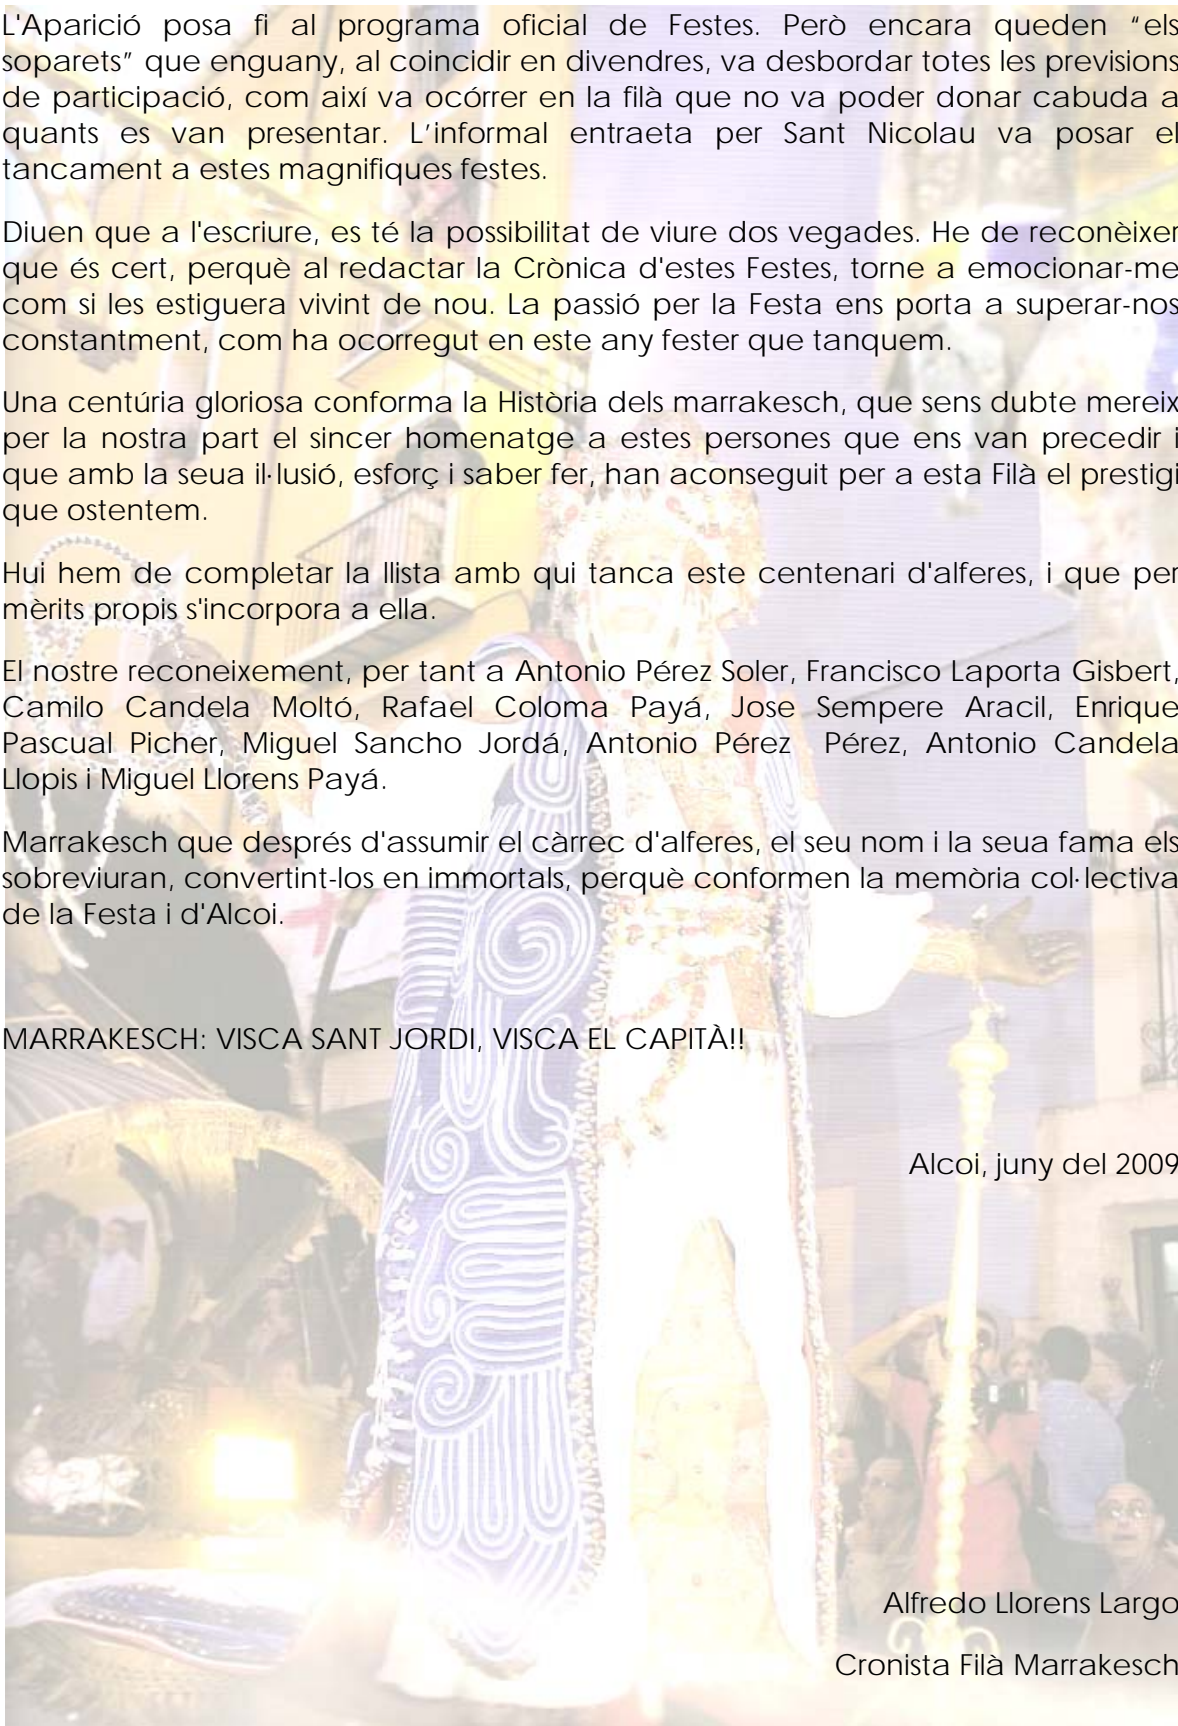 L'Aparició posa fi al programa oficial de Festes. Però encara queden “els
soparets” que enguany, al coincidir en divendres, va desbordar totes les previsions
de participació, com així va ocórrer en la filà que no va poder donar cabuda a
quants es van presentar. L’informal entraeta per Sant Nicolau va posar el
tancament a estes magnifiques festes.
Diuen que a l'escriure, es té la possibilitat de viure dos vegades. He de reconèixer
que és cert, perquè al redactar la Crònica d'estes Festes, torne a emocionar-me
com si les estiguera vivint de nou. La passió per la Festa ens porta a superar-nos
constantment, com ha ocorregut en este any fester que tanquem.
Una centúria gloriosa conforma la Història dels marrakesch, que sens dubte mereix
per la nostra part el sincer homenatge a estes persones que ens van precedir i
que amb la seua il·lusió, esforç i saber fer, han aconseguit per a esta Filà el prestigi
que ostentem.
Hui hem de completar la llista amb qui tanca este centenari d'alferes, i que per
mèrits propis s'incorpora a ella.
El nostre reconeixement, per tant a Antonio Pérez Soler, Francisco Laporta Gisbert,
Camilo Candela Moltó, Rafael Coloma Payá, Jose Sempere Aracil, Enrique
Pascual Picher, Miguel Sancho Jordá, Antonio Pérez Pérez, Antonio Candela
Llopis i Miguel Llorens Payá.
Marrakesch que després d'assumir el càrrec d'alferes, el seu nom i la seua fama els
sobreviuran, convertint-los en immortals, perquè conformen la memòria col·lectiva
de la Festa i d'Alcoi.
MARRAKESCH: VISCA SANT JORDI, VISCA EL CAPITÀ!!
Alcoi, juny del 2009
Alfredo Llorens Largo
Cronista Filà Marrakesch